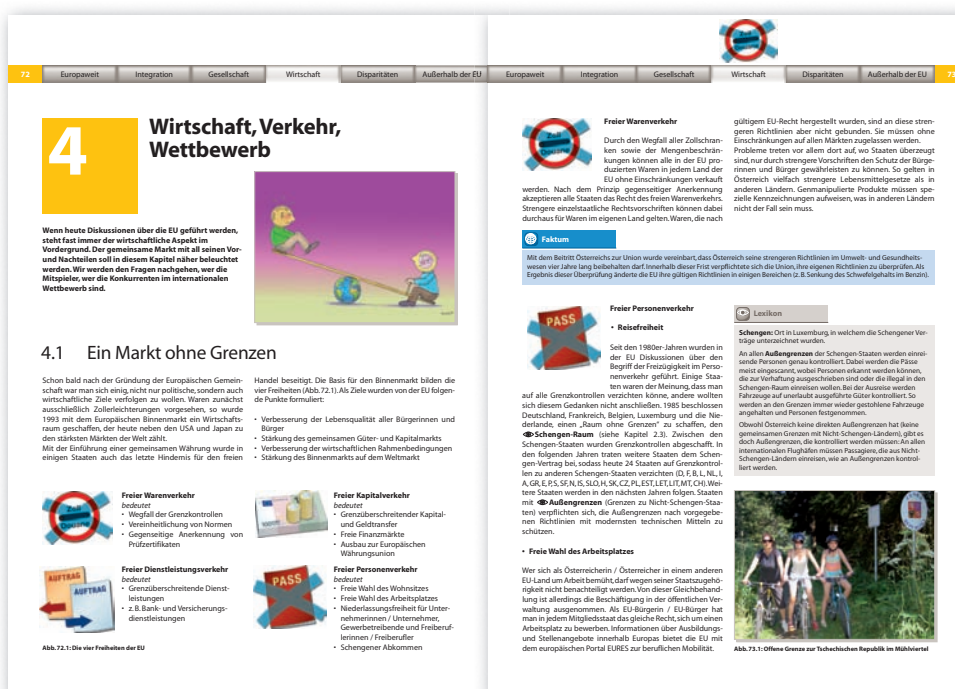 72
Europaweit
Integration
Gesellschaft
Wirtschaft
Disparitäten
Außerhalb der EU
4
Wirtschaft, Verkehr,
Wettbewerb
Wenn heute Diskussionen über die EU geführt werden,
steht fast immer der wirtschaftliche Aspekt im
Vordergrund. Der gemeinsame Markt mit all seinen Vor-
und Nachteilen soll in diesem Kapitel näher beleuchtet
werden. Wir werden den Fragen nachgehen, wer die
Mitspieler, wer die Konkurrenten im internationalen
Wettbewerb sind.
4.1 Ein Markt ohne Grenzen
Schon bald nach der Gründung der Europäischen Gemein-
schaft war man sich einig, nicht nur politische, sondern auch
wirtschaftliche Ziele verfolgen zu wollen. Waren zunächst
ausschließlich Zollerleichterungen vorgesehen, so wurde
1993 mit dem Europäischen Binnenmarkt ein Wirtschafts-
raum geschaffen, der heute neben den USA und Japan zu
den stärksten Märkten der Welt zählt.
Mit der Einführung einer gemeinsamen Währung wurde in
einigen Staaten auch das letzte Hindernis für den freien
Handel beseitigt. Die Basis für den Binnenmarkt bilden die
vier Freiheiten (Abb. 72.1). Als Ziele wurden von der EU folgen-
de Punkte formuliert:
• Verbesserung der Lebensqualität aller Bürgerinnen und
Bürger
• Stärkung des gemeinsamen Güter- und Kapitalmarkts
• Verbesserung der wirtschaftlichen Rahmenbedingungen
• Stärkung des Binnenmarkts auf dem Weltmarkt
Zoll
Douane
Freier Warenverkehr
bedeutet
• Wegfall der Grenzkontrollen
• Vereinheitlichung von Normen
• Gegenseitige Anerkennung von
Prüfzertifikaten
Freier Kapitalverkehr
bedeutet
• Grenzüberschreitender Kapital-
und Geldtransfer
• Freie Finanzmärkte
• Ausbau zur Europäischen
Währungsunion
AUFTRAG
AUFTRAG
Freier Dienstleistungsverkehr
bedeutet
• Grenzüberschreitende Dienst-
leistungen
• z. B. Bank- und Versicherungs-
dienstleistungen
PASS
Freier Personenverkehr
bedeutet
• Freie Wahl des Wohnsitzes
• Freie Wahl des Arbeitsplatzes
• Niederlassungsfreiheit für Unter-
nehmerinnen / Unternehmer,
Gewerbetreibende und Freiberuf-
lerinnen / Freiberufler
• Schengener Abkommen
Abb. 72.1: Die vier Freiheiten der EU
Zoll
Douane
Europaweit
Integration
Gesellschaft
Wirtschaft
Disparitäten
Außerhalb der EU
73
Zoll
Douane
Freier Warenverkehr
Durch den Wegfall aller Zollschran-
ken sowie der Mengenbeschrän-
kungen können alle in der EU pro-
duzierten Waren in jedem Land der
EU ohne Einschränkungen verkauft
werden. Nach dem Prinzip gegenseitiger Anerkennung
akzeptieren alle Staaten das Recht des freien Warenverkehrs.
Strengere einzelstaatliche Rechtsvorschriften können dabei
durchaus für Waren im eigenen Land gelten. Waren, die nach
gültigem EU-Recht hergestellt wurden, sind an diese stren-
geren Richtlinien aber nicht gebunden. Sie müssen ohne
Einschränkungen auf allen Märkten zugelassen werden.
Probleme treten vor allem dort auf, wo Staaten überzeugt
sind, nur durch strengere Vorschriften den Schutz der Bürge-
rinnen und Bürger gewährleisten zu können. So gelten in
Österreich vielfach strengere Lebensmittelgesetze als in
anderen Ländern. Genmanipulierte Produkte müssen spe-
zielle Kennzeichnungen aufweisen, was in anderen Ländern
nicht der Fall sein muss.
Faktum
Mit dem Beitritt Österreichs zur Union wurde vereinbart, dass Österreich seine strengeren Richtlinien im Umwelt- und Gesundheits-
wesen vier Jahre lang beibehalten darf. Innerhalb dieser Frist verpflichtete sich die Union, ihre eigenen Richtlinien zu überprüfen. Als
Ergebnis dieser Überprüfung änderte die EU ihre gültigen Richtlinien in einigen Bereichen (z. B. Senkung des Schwefelgehalts im Benzin).
PASS
Freier Personenverkehr
• Reisefreiheit
Seit den 1980er-Jahren wurden in
der EU Diskussionen über den
Begriff der Freizügigkeit im Perso-
nenverkehr geführt. Einige Staa-
ten waren der Meinung, dass man
auf alle Grenzkontrollen verzichten könne, andere wollten
sich diesem Gedanken nicht anschließen. 1985 beschlossen
Deutschland, Frankreich, Belgien, Luxemburg und die Nie-
derlande, einen „Raum ohne Grenzen“ zu schaffen, den
Schengen-Raum (siehe Kapitel 2.3). Zwischen den
Schengen-Staaten wurden Grenzkontrollen abgeschafft. In
den folgenden Jahren traten weitere Staaten dem Schen-
gen-Vertrag bei, sodass heute 24 Staaten auf Grenzkontrol-
len zu anderen Schengen-Staaten verzichten (D, F, B, L, NL, I,
A, GR, E, P, S, SF, N, IS, SLO, H, SK, CZ, PL, EST, LET, LIT, MT, CH). Wei-
tere Staaten werden in den nächsten Jahren folgen. Staaten
mit Außengrenzen (Grenzen zu Nicht-Schengen-Staa-
ten) verpflichten sich, die Außengrenzen nach vorgegebe-
nen Richtlinien mit modernsten technischen Mitteln zu
schützen.
• Freie Wahl des Arbeitsplatzes
Wer sich als Österreicherin / Österreicher in einem anderen
EU-Land um Arbeit bemüht, darf wegen seiner Staatszugehö-
rigkeit nicht benachteiligt werden. Von dieser Gleichbehand-
lung ist allerdings die Beschäftigung in der öffentlichen Ver-
waltung ausgenommen. Als EU-Bürgerin / EU-Bürger hat
man in jedem Mitgliedsstaat das gleiche Recht, sich um einen
Arbeitsplatz zu bewerben. Informationen über Ausbildungs-
und Stellenangebote innerhalb Europas bietet die EU mit
dem europäischen Portal EURES zur beruflichen Mobilität.
Lexikon
Schengen: Ort in Luxemburg, in welchem die Schengener Ver-
träge unterzeichnet wurden.
An allen Außengrenzen der Schengen-Staaten werden einrei-
sende Personen genau kontrolliert. Dabei werden die Pässe
meist eingescannt, wobei Personen erkannt werden können,
die zur Verhaftung ausgeschrieben sind oder die illegal in den
Schengen-Raum einreisen wollen. Bei der Ausreise werden
Fahrzeuge auf unerlaubt ausgeführte Güter kontrolliert. So
werden an den Grenzen immer wieder gestohlene Fahrzeuge
angehalten und Personen festgenommen.
Obwohl Österreich keine direkten Außengrenzen hat (keine
gemeinsamen Grenzen mit Nicht-Schengen-Ländern), gibt es
doch Außengrenzen, die kontrolliert werden müssen: An allen
internationalen Flughäfen müssen Passagiere, die aus Nicht-
Schengen-Ländern einreisen, wie an Außengrenzen kontrol-
liert werden.
Abb. 73.1: Offene Grenze zur Tschechischen Republik im Mühlviertel